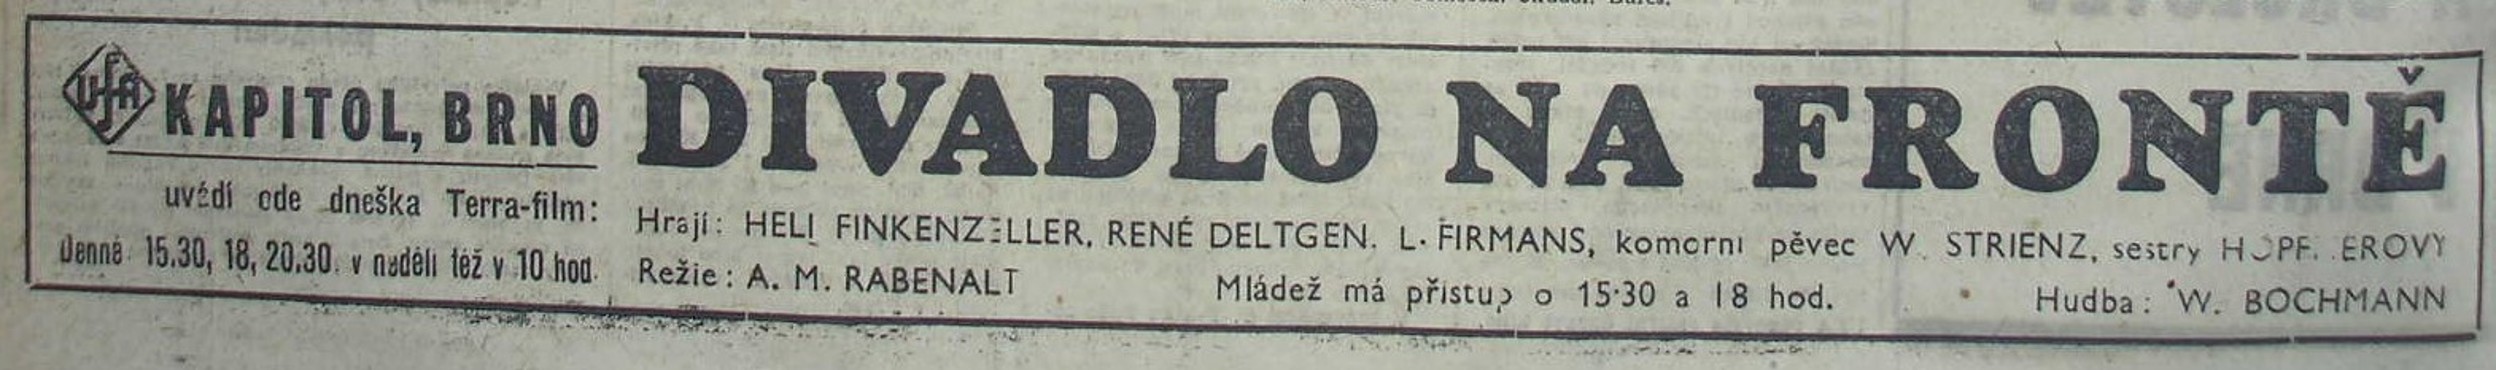 UFA KAPITOL, BRNO
uvádí ode dneška Terra-film:
Denně 15.30, 18, 20.30. v neděli též v 10 hod.
DIVADLO NA FRONTĚ
Hrají: HELI FINKENZELLER, RENÉ DELTGEN. L. FIRMANS, komorní pěvec W. STRIENZ, sestry
Režie: A. M. RABENALT Mládež má přístup o 15·30 a 18 hod. Hudba: W. BOCHMANN